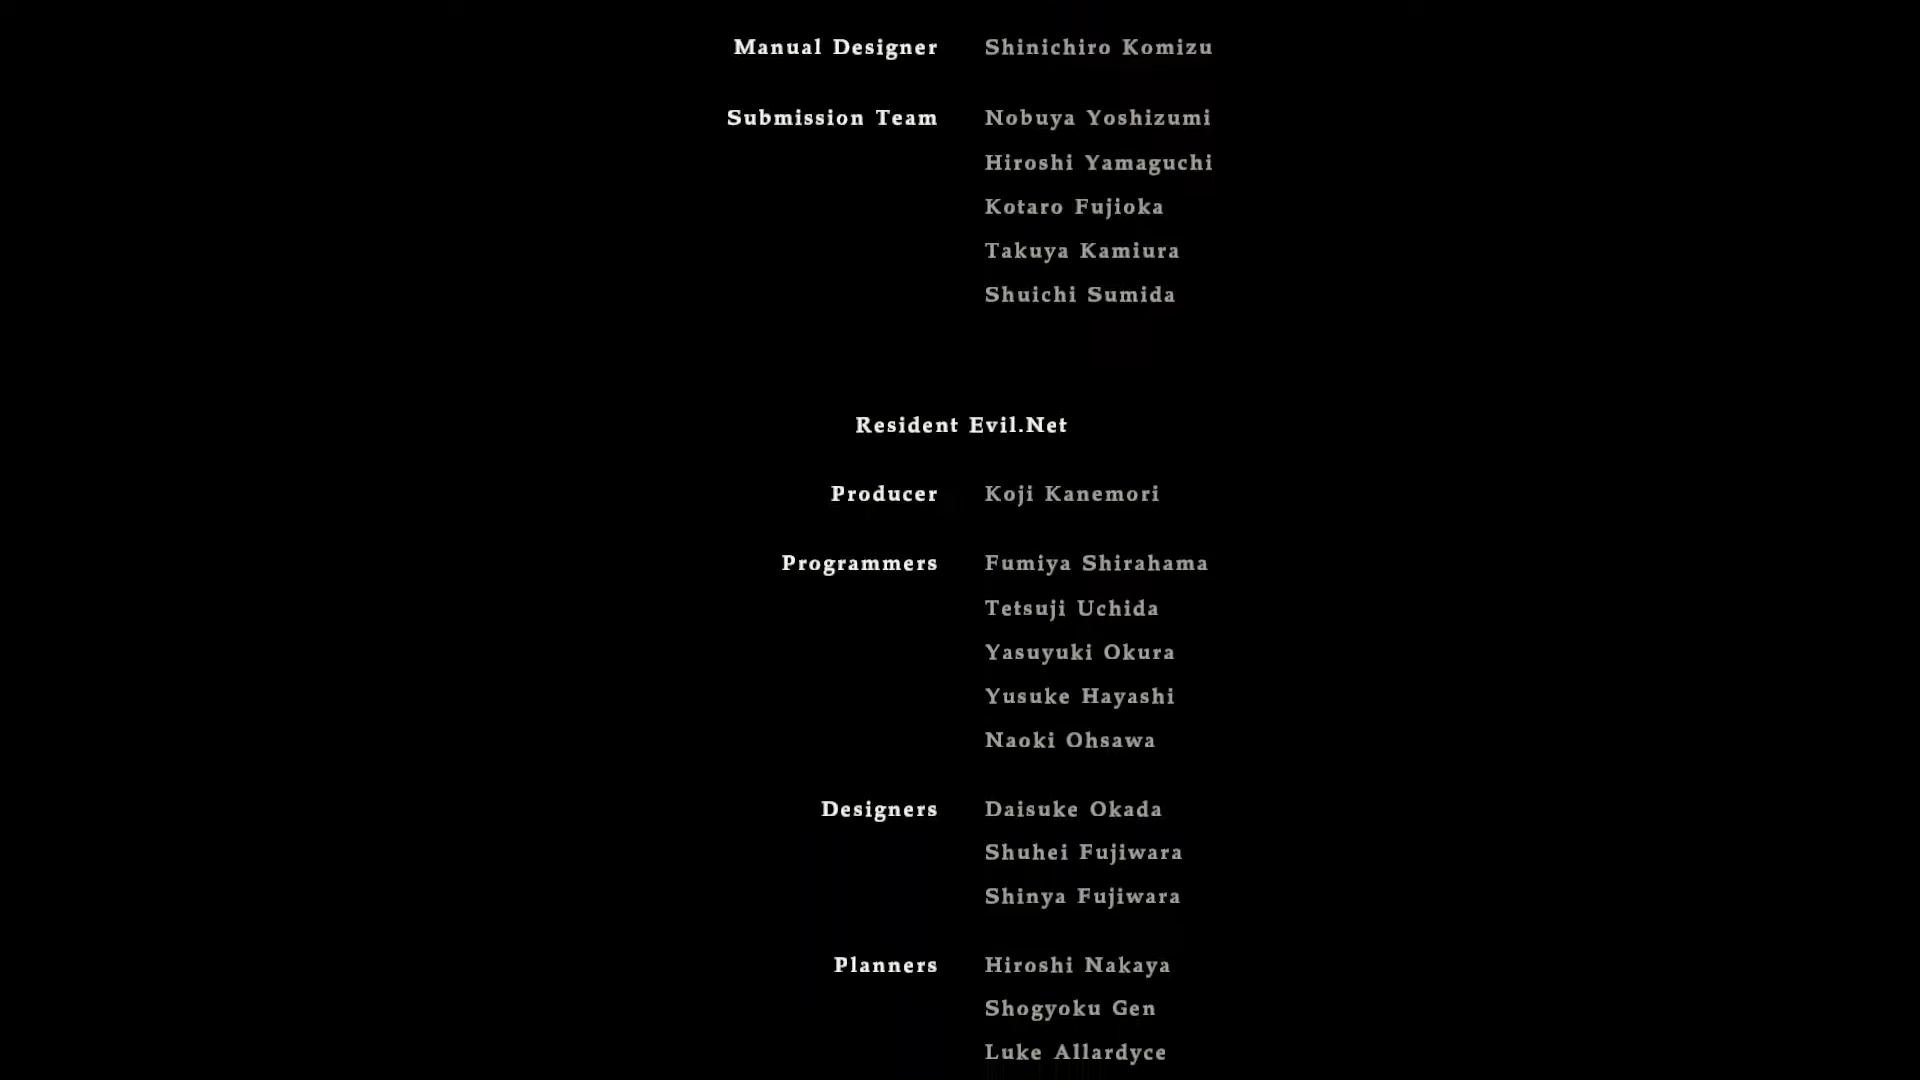 Manual Designer Shinichiro Komizu
Submission Team Nobuya Yoshizumi
Hiroshi Yamaguchi
Kotaro Fujioka
Takuya Kamiura
Shuichi Sumida
Resident Evil.Net
Producer Koji Kanemori
Programmers Fumiya Shirahama
Tetsuji Uchida
Yasuyuki Okura
Yusuke Hayashi
Naoki Ohsawa
Designers Daisuke Okada
Shuhei Fujiwara
Shinya Fujiwara
Planners Hiroshi Nakaya
Shogyoku Gen
Luke Allardyce